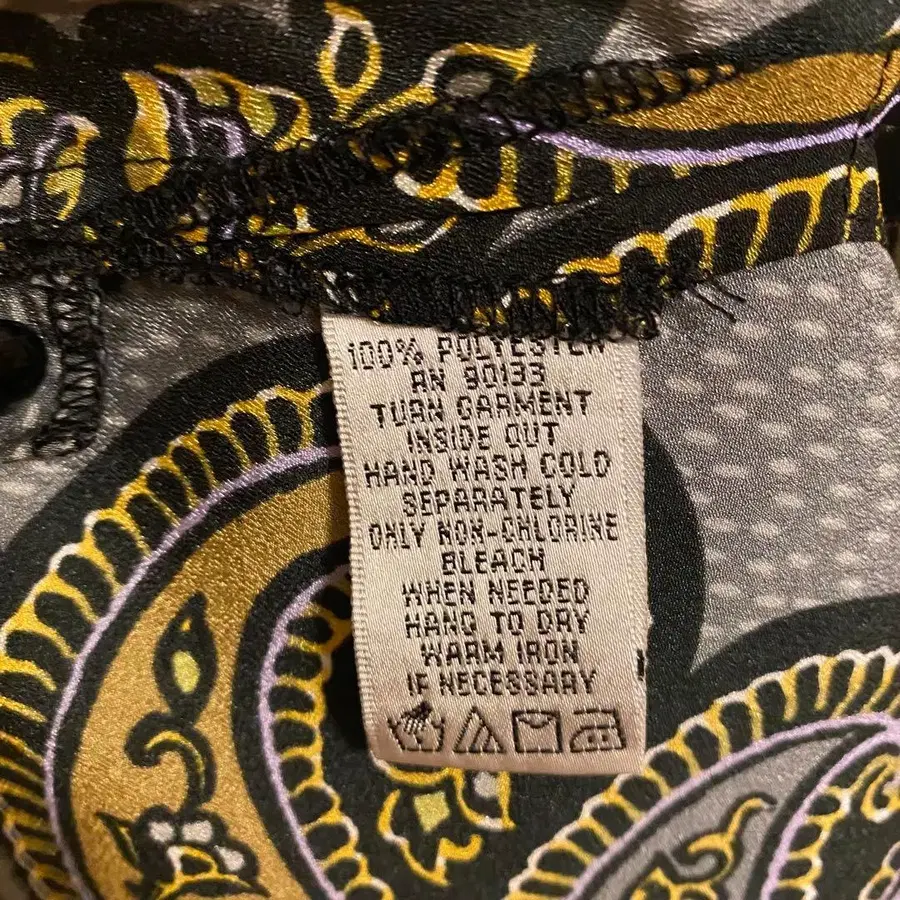 100% POLYESTER
RN 90133
TURN GARMENT
INSIDE OUT
HAND WASH COLD
SEPARATELY
ONLY NON-CHLORINE
BLEACH
WHEN NEEDED
HANG TO DRY
WARM IRON
IF NECESSARY